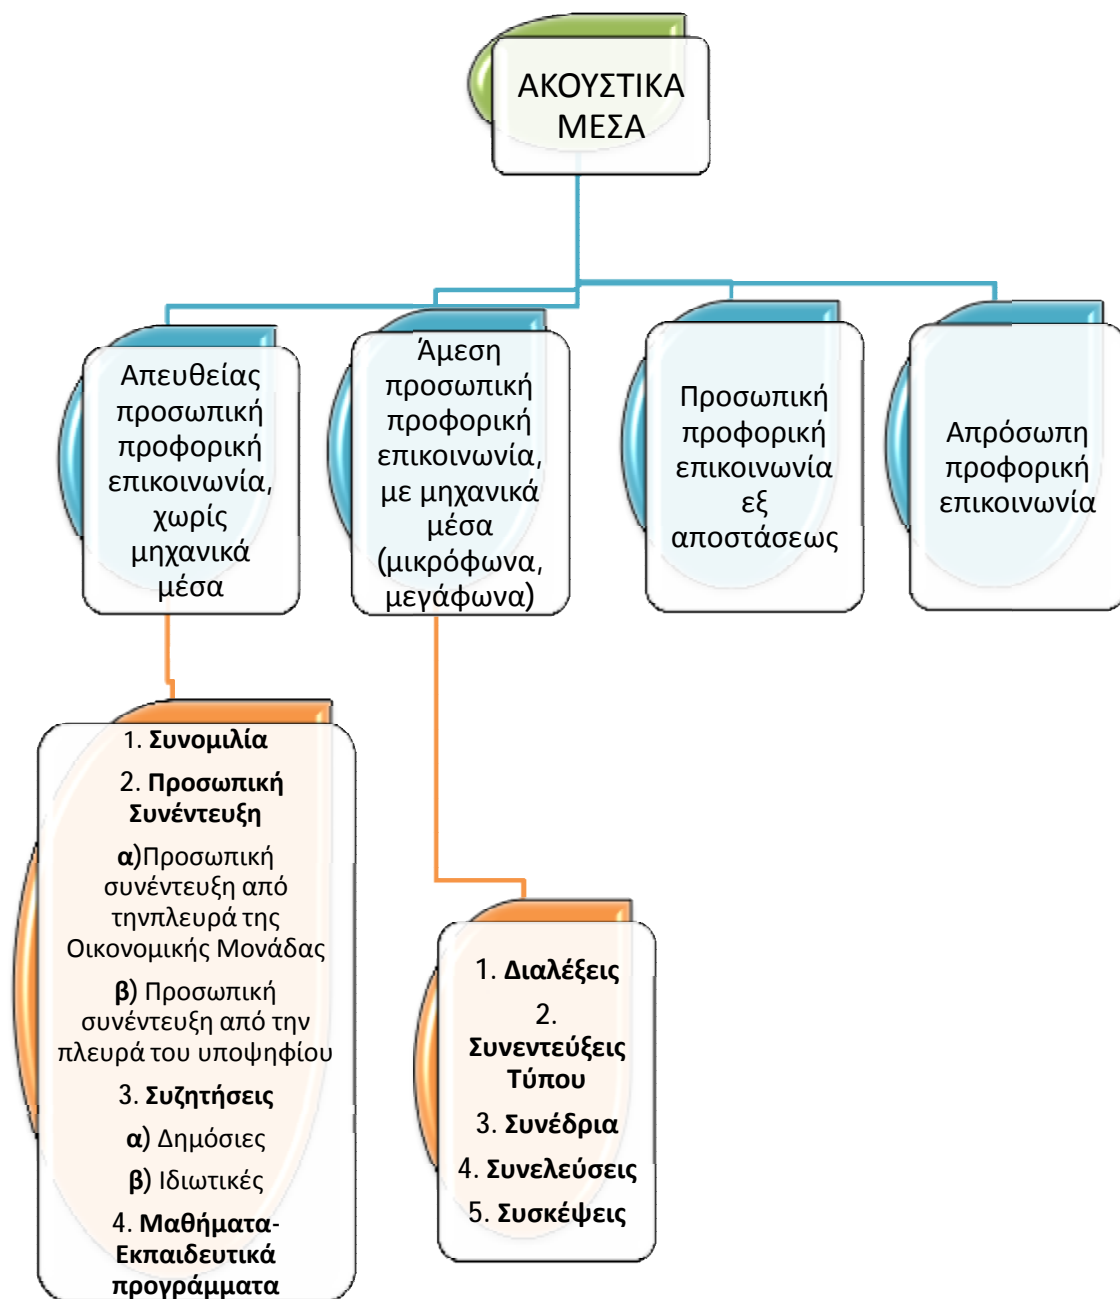 ΑΚΟΥΣΤΙΚΑ
ΜΕΣΑ
Απευθείας
προσωπική
προφορική
επικοινωνία,
χωρίς
μηχανικά
μέσα
Άμεση
προσωπική
προφορική
επικοινωνία,
με μηχανικά
μέσα
(μικρόφωνα,
μεγάφωνα)
Προσωπική
προφορική
επικοινωνία
εξ
αποστάσεως
Απρόσωπη
προφορική
επικοινωνία
1. Συνομιλία
2. Προσωπική
Συνέντευξη
α)Προσωπική
συνέντευξη από
τηνπλευρά της
Οικονομικής Μονάδας
β) Προσωπική
συνέντευξη από την
πλευρά του υποψηφίου
3. Συζητήσεις
α) Δημόσιες
β) Ιδιωτικές
4. Μαθήματα-
Εκπαιδευτικά
προγράμματα
1. Διαλέξεις
2.
Συνεντεύξεις
Τύπου
3. Συνέδρια
4. Συνελεύσεις
5. Συσκέψεις